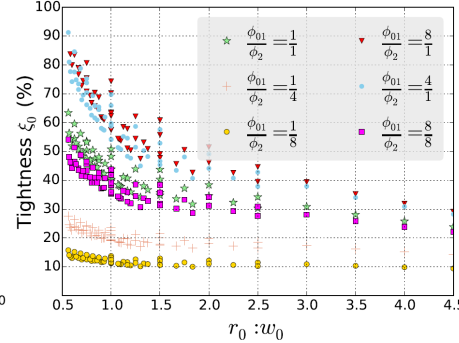 100
90
80
70
60
50
40
30
20
10
Tightness ξ₀ (%)
ϕ₀₁/ϕ₂ = 1/1
ϕ₀₁/ϕ₂ = 8/1
ϕ₀₁/ϕ₂ = 1/4
ϕ₀₁/ϕ₂ = 4/1
ϕ₀₁/ϕ₂ = 1/8
ϕ₀₁/ϕ₂ = 8/8
0
0.5 1.0 1.5 2.0 2.5 3.0 3.5 4.0 4.5
r₀ :w₀